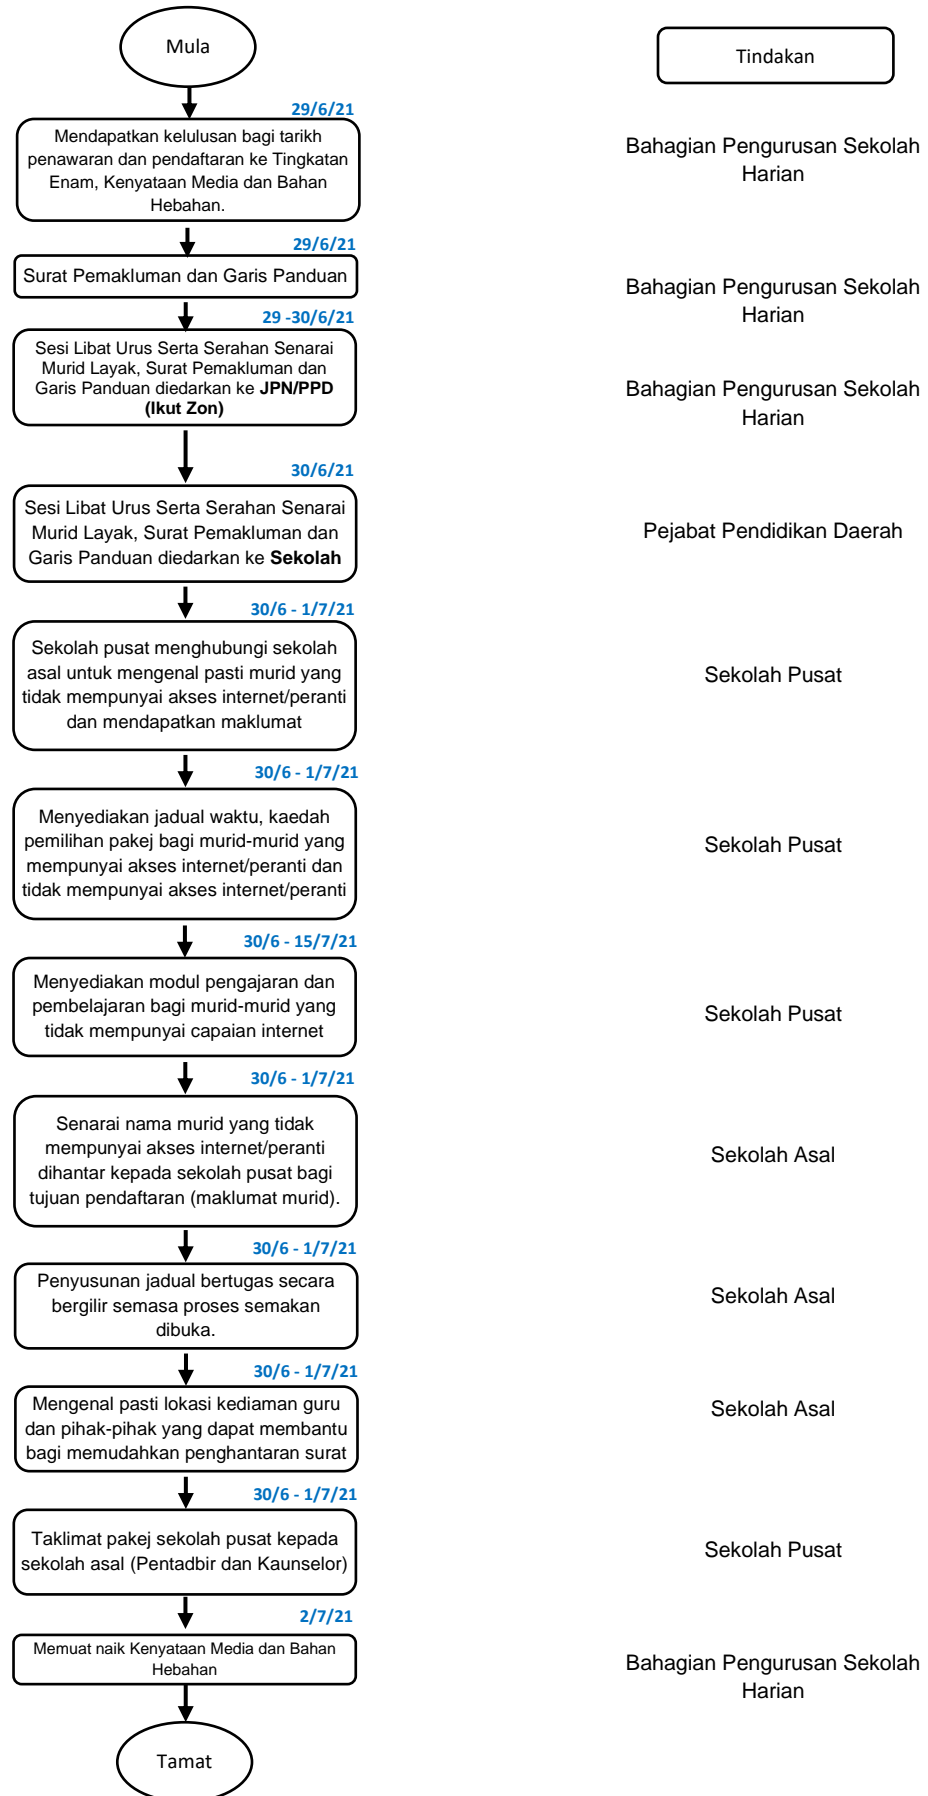 Mula
Tindakan
29/6/21
Mendapatkan kelulusan bagi tarikh
penawaran dan pendaftaran ke Tingkatan
Enam, Kenyataan Media dan Bahan
Hebahan.
Bahagian Pengurusan Sekolah
Harian
29/6/21
Surat Pemakluman dan Garis Panduan
Bahagian Pengurusan Sekolah
Harian
29 -30/6/21
Sesi Libat Urus Serta Serahan Senarai
Murid Layak, Surat Pemakluman dan
Garis Panduan diedarkan ke JPN/PPD
(Ikut Zon)
Bahagian Pengurusan Sekolah
Harian
30/6/21
Sesi Libat Urus Serta Serahan Senarai
Murid Layak, Surat Pemakluman dan
Garis Panduan diedarkan ke Sekolah
Pejabat Pendidikan Daerah
30/6 - 1/7/21
Sekolah pusat menghubungi sekolah
asal untuk mengenal pasti murid yang
tidak mempunyai akses internet/peranti
dan mendapatkan maklumat
Sekolah Pusat
30/6 - 1/7/21
Menyediakan jadual waktu, kaedah
pemilihan pakej bagi murid-murid yang
mempunyai akses internet/peranti dan
tidak mempunyai akses internet/peranti
Sekolah Pusat
30/6 - 15/7/21
Menyediakan modul pengajaran dan
pembelajaran bagi murid-murid yang
tidak mempunyai capaian internet
Sekolah Pusat
30/6 - 1/7/21
Senarai nama murid yang tidak
mempunyai akses internet/peranti
dihantar kepada sekolah pusat bagi
tujuan pendaftaran (maklumat murid).
Sekolah Asal
30/6 - 1/7/21
Penyusunan jadual bertugas secara
bergilir semasa proses semakan
dibuka.
Sekolah Asal
30/6 - 1/7/21
Mengenal pasti lokasi kediaman guru
dan pihak-pihak yang dapat membantu
bagi memudahkan penghantaran surat
Sekolah Asal
30/6 - 1/7/21
Taklimat pakej sekolah pusat kepada
sekolah asal (Pentadbir dan Kaunselor)
Sekolah Pusat
2/7/21
Memuat naik Kenyataan Media dan Bahan
Hebahan
Bahagian Pengurusan Sekolah
Harian
Tamat